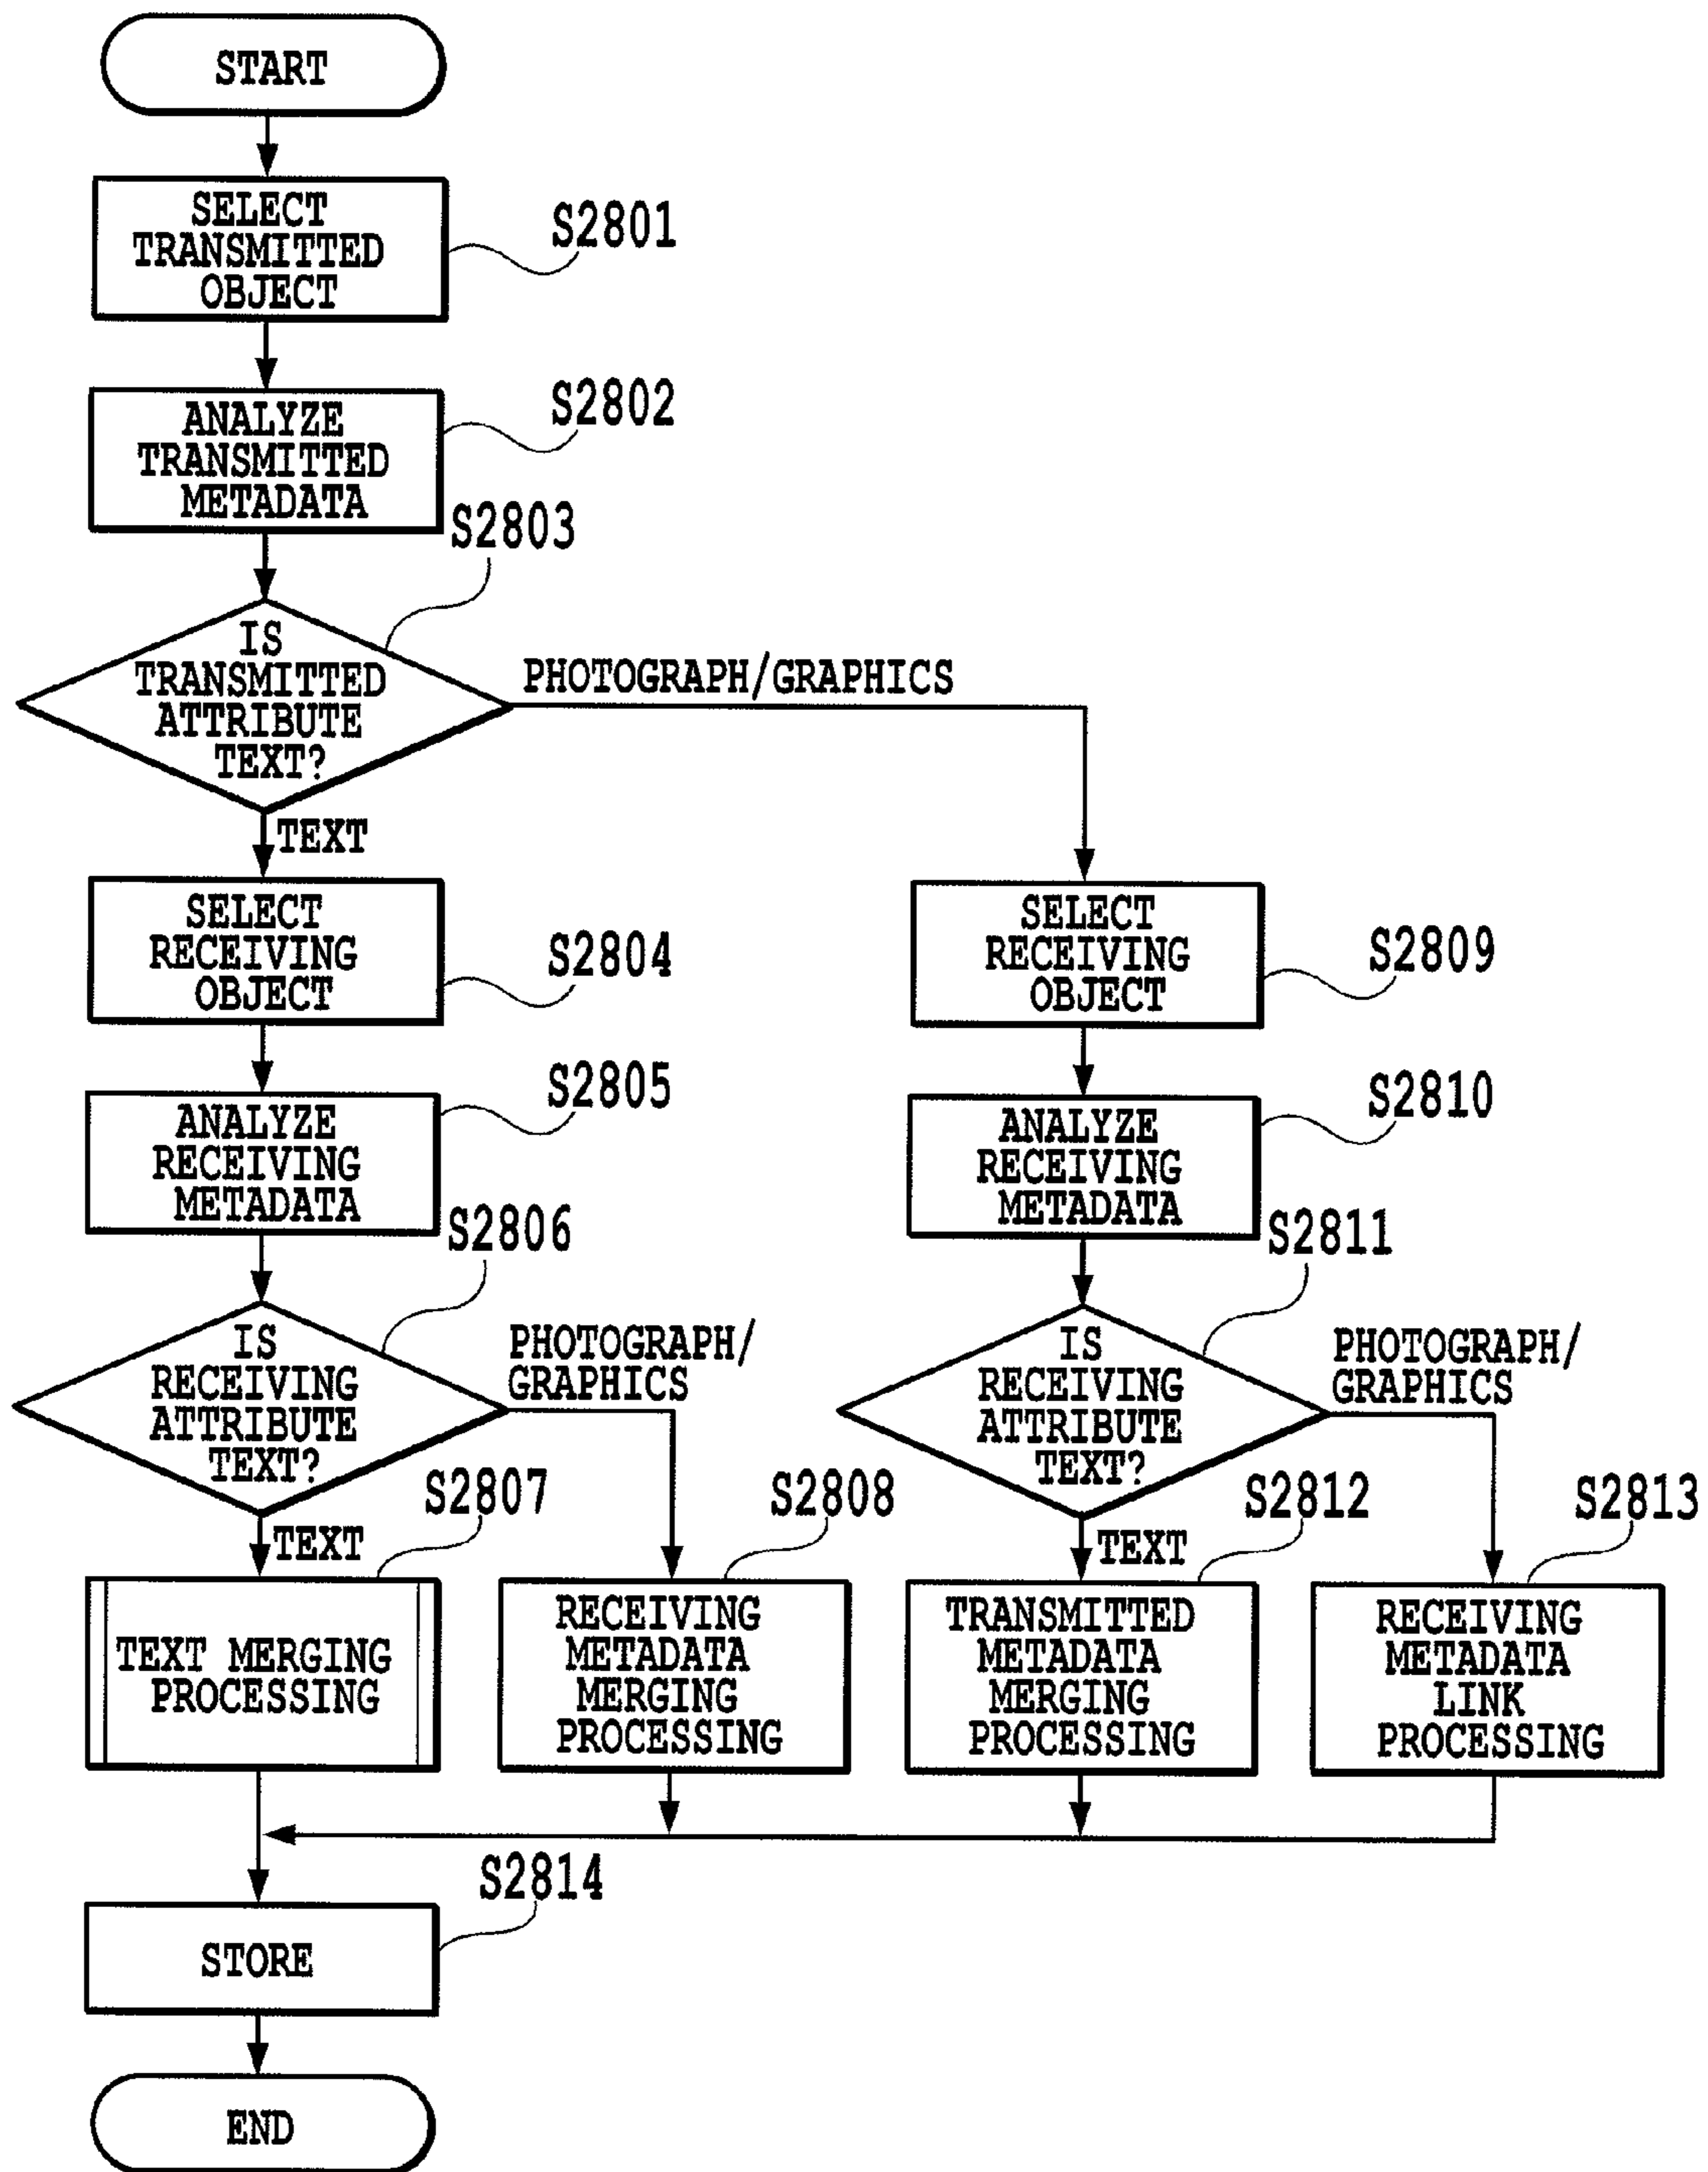 START
SELECT
TRANSMITTED
OBJECT
S2801
ANALYZE
TRANSMITTED
METADATA
S2802
S2803
IS
TRANSMITTED
ATTRIBUTE
TEXT?
PHOTOGRAPH/GRAPHICS
TEXT
SELECT
RECEIVING
OBJECT
S2804
SELECT
RECEIVING
OBJECT
S2809
ANALYZE
RECEIVING
METADATA
S2805
ANALYZE
RECEIVING
METADATA
S2810
S2806
IS
RECEIVING
ATTRIBUTE
TEXT?
PHOTOGRAPH/
GRAPHICS
S2811
IS
RECEIVING
ATTRIBUTE
TEXT?
PHOTOGRAPH/
GRAPHICS
TEXT
S2807
TEXT MERGING
PROCESSING
S2808
RECEIVING
METADATA
MERGING
PROCESSING
TEXT
S2812
TRANSMITTED
METADATA
MERGING
PROCESSING
S2813
RECEIVING
METADATA
LINK
PROCESSING
S2814
STORE
END